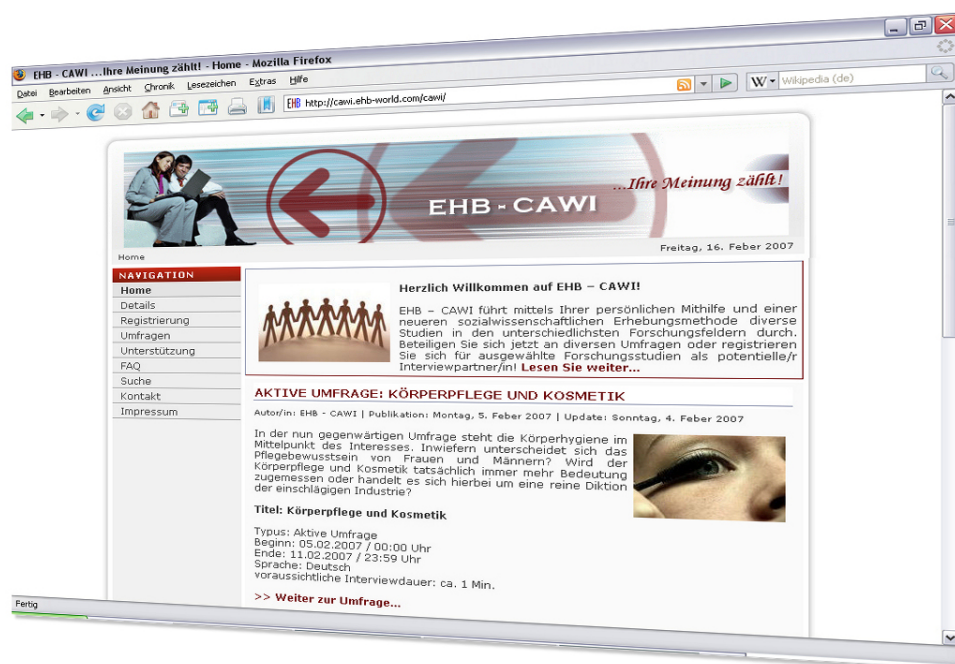 EHB - CAWI ...Ihre Meinung zählt! - Home - Mozilla Firefox
Datei Bearbeiten Ansicht Chronik Lesezeichen Extras Hilfe
EHB http://cawi.ehb-world.com/cawi/
W Wikipedia (de)
...Ihre Meinung zählt!
EHB - CAWI
Freitag, 16. Feber 2007
Home
NAVIGATION
Home
Details
Registrierung
Umfragen
Unterstützung
FAQ
Suche
Kontakt
Impressum
Herzlich Willkommen auf EHB – CAWI!
EHB – CAWI führt mittels Ihrer persönlichen Mithilfe und einer
neueren sozialwissenschaftlichen Erhebungsmethode diverse
Studien in den unterschiedlichsten Forschungsfeldern durch.
Beteiligen Sie sich jetzt an diversen Umfragen oder registrieren
Sie sich für ausgewählte Forschungsstudien als potentielle/r
Interviewpartner/in! Lesen Sie weiter...
AKTIVE UMFRAGE: KÖRPERPFLEGE UND KOSMETIK
Autor/in: EHB - CAWI | Publikation: Montag, 5. Feber 2007 | Update: Sonntag, 4. Feber 2007
In der nun gegenwärtigen Umfrage steht die Körperhygiene im
Mittelpunkt des Interesses. Inwiefern unterscheidet sich das
Pflegebewusstsein von Frauen und Männern? Wird der
Körperpflege und Kosmetik tatsächlich immer mehr Bedeutung
zugemessen oder handelt es sich hierbei um eine reine Diktion
der einschlägigen Industrie?
Titel: Körperpflege und Kosmetik
Typus: Aktive Umfrage
Beginn: 05.02.2007 / 00:00 Uhr
Ende: 11.02.2007 / 23:59 Uhr
Sprache: Deutsch
voraussichtliche Interviewdauer: ca. 1 Min.
>> Weiter zur Umfrage...
Fertig